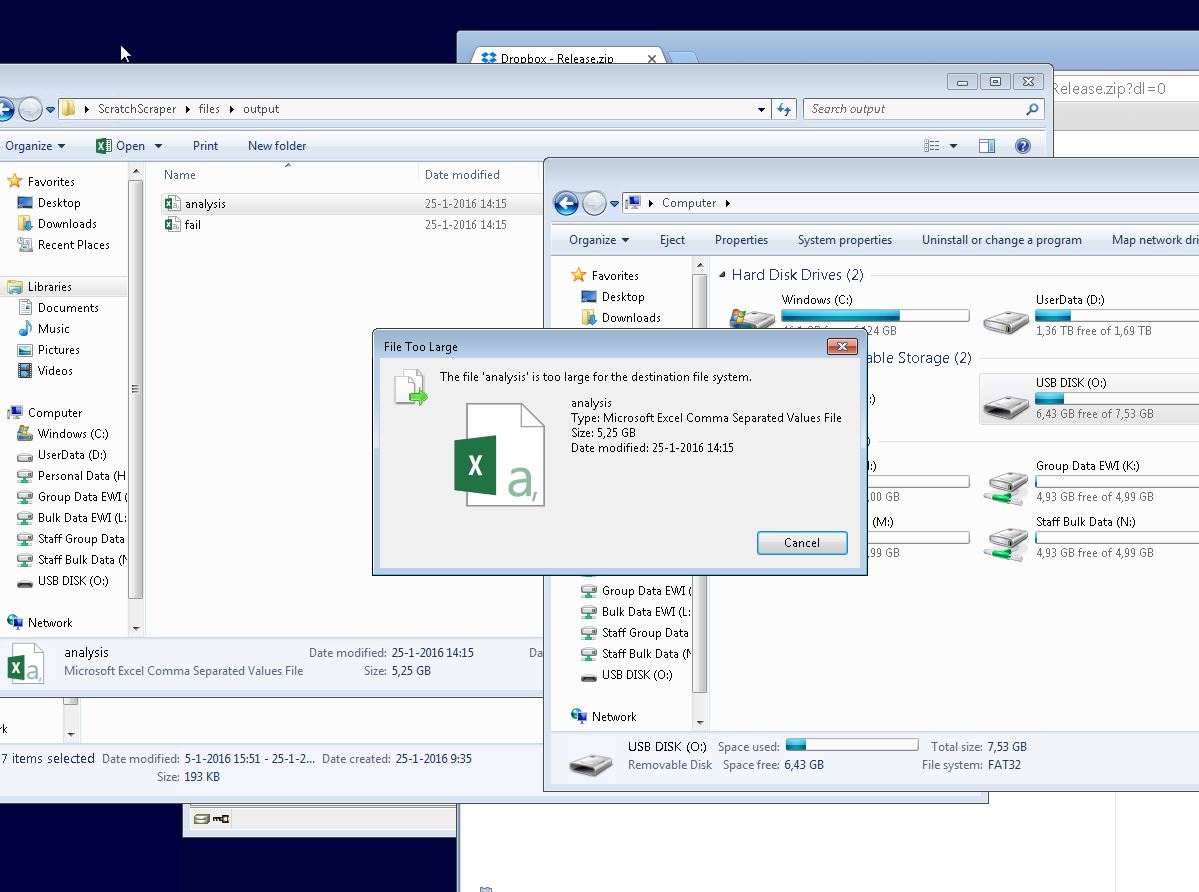 Dropbox - Release.zip
Release.zip?dl=0
ScratchScraper files output
Search output
Organize Open Print New folder
Name Date modified
Favorites
Desktop
Downloads
Recent Places
Libraries
Documents
Music
Pictures
Videos
Computer
Windows (C:)
UserData (D:)
Personal Data (H
Group Data EWI (
Bulk Data EWI (L:
Staff Group Data
Staff Bulk Data (N
USB DISK (O:)
Network
analysis 25-1-2016 14:15
fail 25-1-2016 14:15
analysis Date modified: 25-1-2016 14:15 Da
Microsoft Excel Comma Separated Values File Size: 5,25 GB
rk
7 items selected Date modified: 5-1-2016 15:51 - 25-1-2... Date created: 25-1-2016 9:35
Size: 193 KB
Computer
Organize Eject Properties System properties Uninstall or change a program Map network dri
Favorites
Desktop
Downloads
Group Data EWI (
Bulk Data EWI (L:
Staff Group Data
Staff Bulk Data (N
USB DISK (O:)
Network
Hard Disk Drives (2)
Windows (C:)
124 GB
UserData (D:)
1,36 TB free of 1,69 TB
able Storage (2)
:)
USB DISK (O:)
6,43 GB free of 7,53 GB
)
I:)
,00 GB
Group Data EWI (K:)
4,93 GB free of 4,99 GB
(M:)
,99 GB
Staff Bulk Data (N:)
4,93 GB free of 4,99 GB
USB DISK (O:) Space used: Total size: 7,53 GB
Removable Disk Space free: 6,43 GB File system: FAT32
File Too Large
The file 'analysis' is too large for the destination file system.
analysis
Type: Microsoft Excel Comma Separated Values File
Size: 5,25 GB
Date modified: 25-1-2016 14:15
Cancel